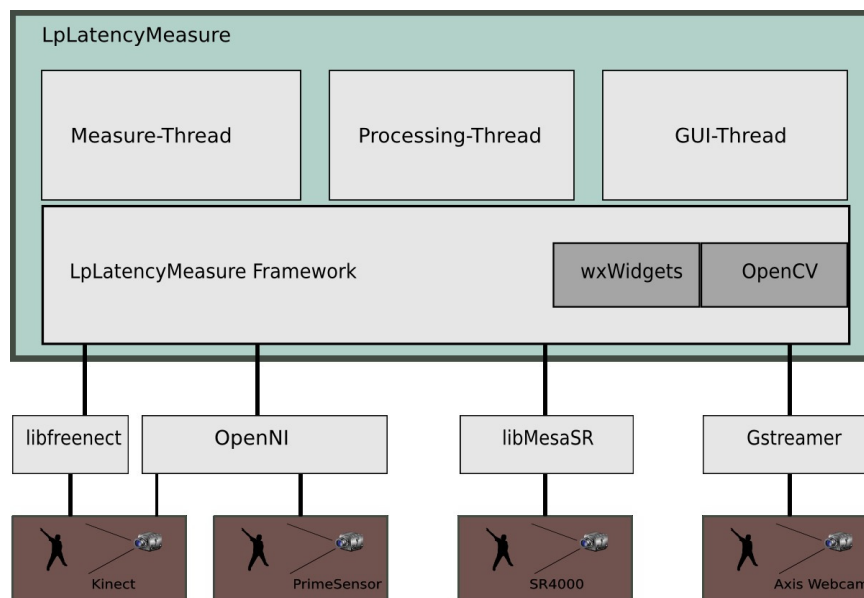 LpLatencyMeasure
Measure-Thread
Processing-Thread
GUI-Thread
LpLatencyMeasure Framework
wxWidgets
OpenCV
libfreenect
OpenNI
libMesaSR
Gstreamer
Kinect
PrimeSensor
SR4000
Axis Webcam